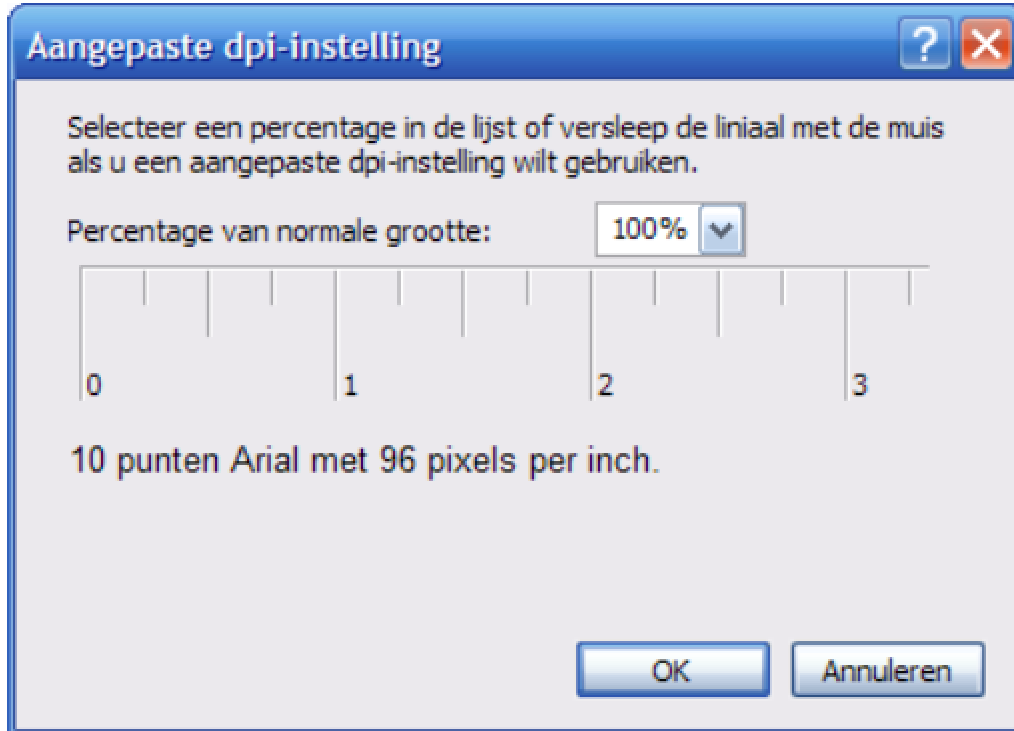 Aangepaste dpi-instelling
Selecteer een percentage in de lijst of versleep de liniaal met de muis
als u een aangepaste dpi-instelling wilt gebruiken.
Percentage van normale grootte: 100%
0 1 2 3
10 punten Arial met 96 pixels per inch.
OK Annuleren